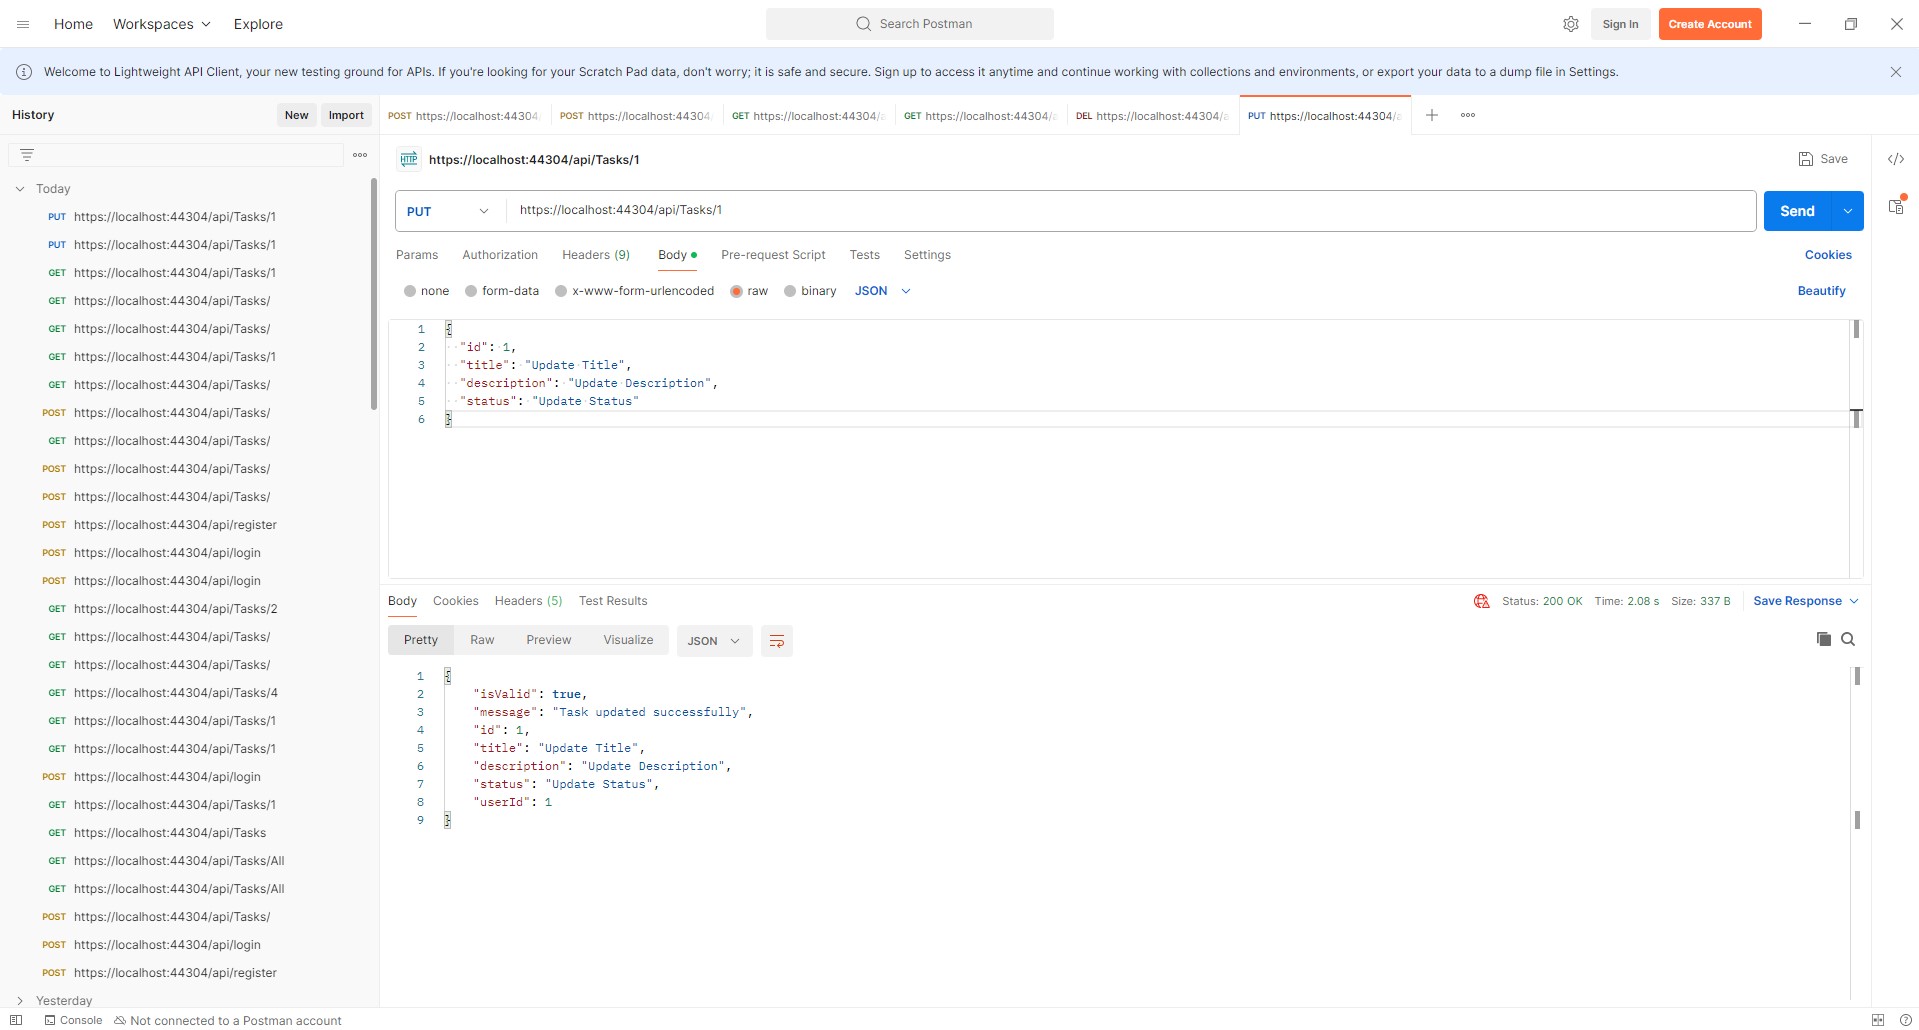 Home Workspaces Explore Search Postman Sign In Create Account
Welcome to Lightweight API Client, your new testing ground for APIs. If you're looking for your Scratch Pad data, don't worry; it is safe and secure. Sign up to access it anytime and continue working with collections and environments, or export your data to a dump file in Settings.
History New Import
POST https://localhost:44304 POST https://localhost:44304/ GET https://localhost:44304/a GET https://localhost:44304/a DEL https://localhost:44304/a PUT https://localhost:44304/a
Today
PUT https://localhost:44304/api/Tasks/1
PUT https://localhost:44304/api/Tasks/1
GET https://localhost:44304/api/Tasks/1
GET https://localhost:44304/api/Tasks/
GET https://localhost:44304/api/Tasks/
GET https://localhost:44304/api/Tasks/1
GET https://localhost:44304/api/Tasks/
POST https://localhost:44304/api/Tasks/
GET https://localhost:44304/api/Tasks/
POST https://localhost:44304/api/Tasks/
POST https://localhost:44304/api/Tasks/
POST https://localhost:44304/api/register
POST https://localhost:44304/api/login
POST https://localhost:44304/api/login
GET https://localhost:44304/api/Tasks/2
GET https://localhost:44304/api/Tasks/
GET https://localhost:44304/api/Tasks/
GET https://localhost:44304/api/Tasks/4
GET https://localhost:44304/api/Tasks/1
GET https://localhost:44304/api/Tasks/1
POST https://localhost:44304/api/login
GET https://localhost:44304/api/Tasks/1
GET https://localhost:44304/api/Tasks
GET https://localhost:44304/api/Tasks/All
GET https://localhost:44304/api/Tasks/All
POST https://localhost:44304/api/Tasks/
POST https://localhost:44304/api/login
POST https://localhost:44304/api/register
Yesterday
HTTP https://localhost:44304/api/Tasks/1 Save
PUT https://localhost:44304/api/Tasks/1 Send
Params Authorization Headers (9) Body Pre-request Script Tests Settings Cookies
none form-data x-www-form-urlencoded raw binary JSON Beautify
1 {
2 "id": 1,
3 "title": "Update Title",
4 "description": "Update Description",
5 "status": "Update Status"
6 }
Body Cookies Headers (5) Test Results Status: 200 OK Time: 2.08 s Size: 337 B Save Response
Pretty Raw Preview Visualize JSON
1 {
2 "isValid": true,
3 "message": "Task updated successfully",
4 "id": 1,
5 "title": "Update Title",
6 "description": "Update Description",
7 "status": "Update Status",
8 "userId": 1
9 }
Console Not connected to a Postman account